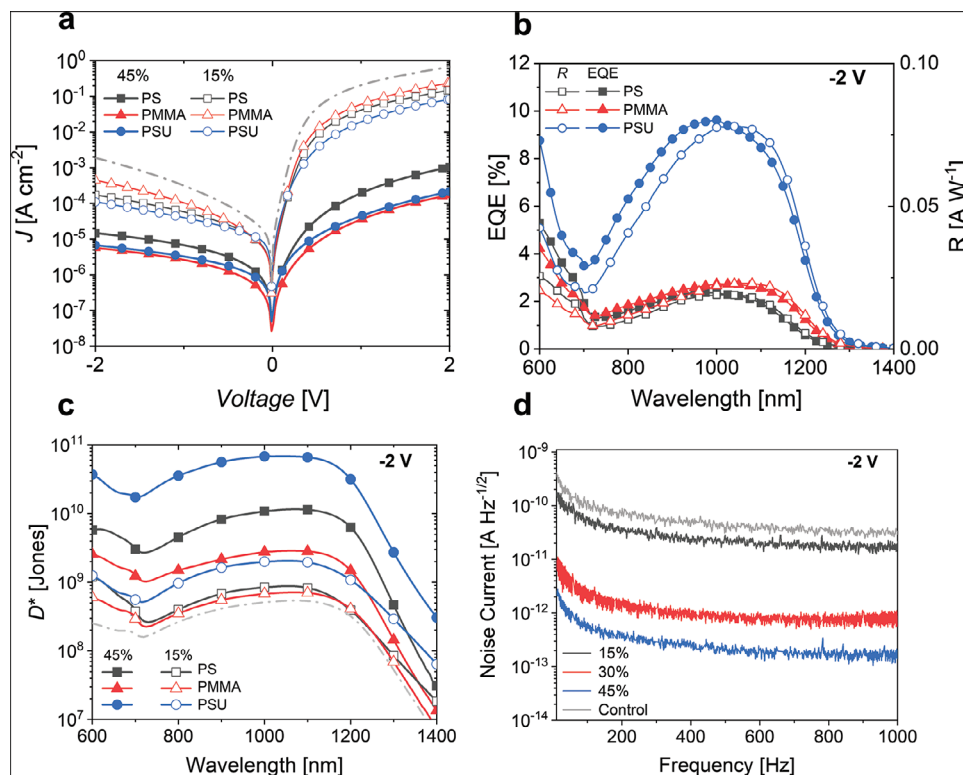 a
J [A cm⁻²]
10⁰
10⁻¹
10⁻²
10⁻³
10⁻⁴
10⁻⁵
10⁻⁶
10⁻⁷
10⁻⁸
45% 15%
PS PS
PMMA PMMA
PSU PSU
-2 0 2
Voltage [V]
b
EQE [%]
12
10
8
6
4
2
0
R EQE
PS
PMMA
PSU
-2 V
0.10
0.05
0.00
R [A W⁻¹]
600 800 1000 1200 1400
Wavelength [nm]
c
D* [Jones]
10¹¹
10¹⁰
10⁹
10⁸
10⁷
-2 V
45% 15%
PS
PMMA
PSU
600 800 1000 1200 1400
Wavelength [nm]
d
Noise Current [A Hz⁻¹/²]
10⁻⁹
10⁻¹⁰
10⁻¹¹
10⁻¹²
10⁻¹³
10⁻¹⁴
-2 V
15%
30%
45%
Control
200 400 600 800 1000
Frequency [Hz]